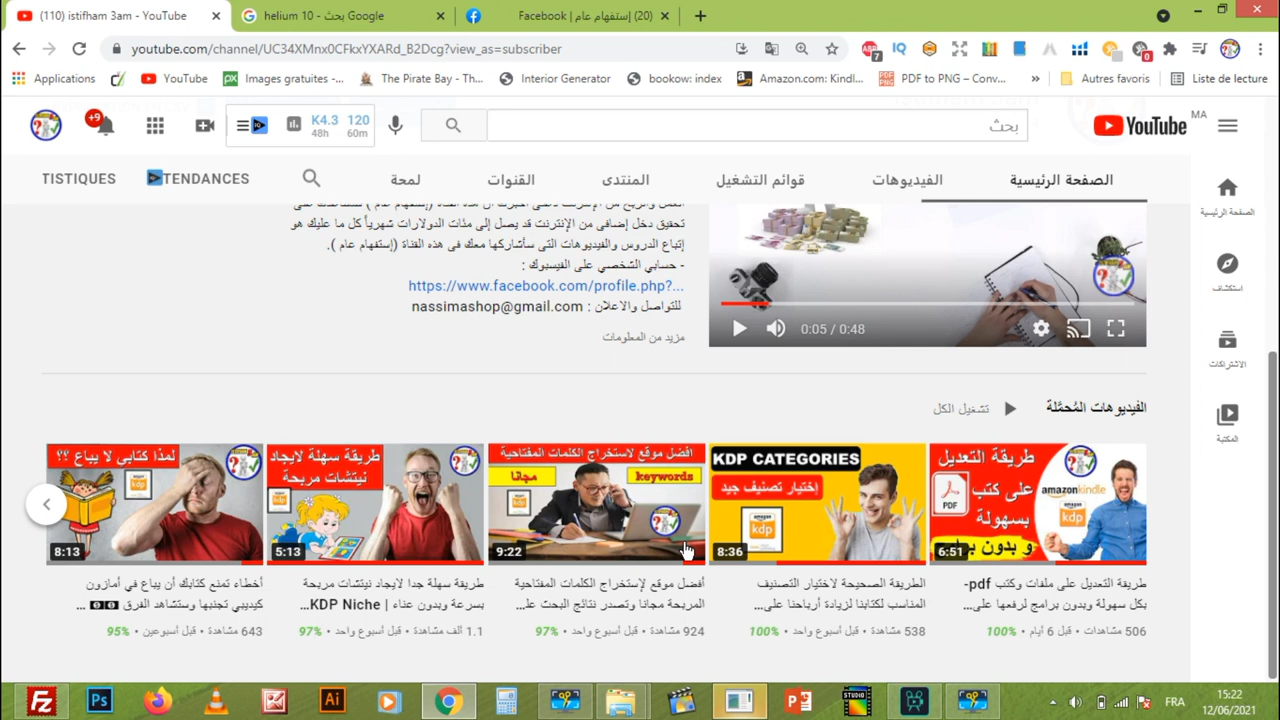 (110) istifham 3am - YouTube
helium 10 - بحث Google
(20) إستفهام عام | Facebook
youtube.com/channel/UC34XMnx0CFkxYXARd_B2Dcg?view_as=subscriber
Applications
YouTube
Images gratuites -...
The Pirate Bay - Th...
Interior Generator
bookow: index
Amazon.com: Kindl...
PDF to PNG – Conv...
»
Autres favoris
Liste de lecture
+9
K4.3 120
48h 60m
بحث
YouTube MA
الصفحة الرئيسية
الفيديوهات
قوائم التشغيل
المنتدى
القنوات
لمحة
TENDANCES
TISTIQUES
الصفحة الرئيسية
استكشاف
الاشتراكات
المكتبة
تحقيق دخل إضافي من الإنترنت قد يصل إلى مئات الدولارات شهرياً كل ما عليك هو
إتباع الدروس والفيديوهات التي سأشاركها معك في هذه القناة (إستفهام عام ).
- حسابي الشخصي على الفيسبوك :
https://www.facebook.com/profile.php?...
للتواصل والاعلان : nassimashop@gmail.com
مزيد من المعلومات
0:05 / 0:48
الفيديوهات المُحمَّلة
تشغيل الكل
طريقة التعديل
على كتب
amazonkindle
kdp
بسهولة
6:51
طريقة التعديل على ملفات وكتب pdf-
بكل سهولة وبدون برامج لرفعها على...
506 مشاهدات • قبل 6 أيام • 100%
KDP CATEGORIES
إختيار تصنيف جيد
amazon
kdp
8:36
الطريقة الصحيحة لاختيار التصنيف
المناسب لكتابنا لزيادة أرباحنا على...
538 مشاهدة • قبل أسبوع واحد • 100%
افضل موقع لاستخراج الكلمات المفتاحية
مجانا
keywords
kdp
9:22
أفضل موقع لإستخراج الكلمات المفتاحية
المربحة مجانا وتصدر نتائج البحث عل...
924 مشاهدة • قبل أسبوع واحد • 97%
طريقة سهلة لايجاد
نيتشات مربحة
kdp
5:13
طريقة سهلة جدا لايجاد نيتشات مربحة
بسرعة وبدون عناء | KDP Niche...
1.1 ألف مشاهدة • قبل أسبوع واحد • 97%
لمذا كتابي لا يباع ؟؟
kdp
8:13
أخطاء تمنع كتابك أن يباع في أمازون
كيديبي تجنبها وستشاهد الفرق ...
643 مشاهدة • قبل أسبوعين • 95%
FRA
15:22
12/06/2021